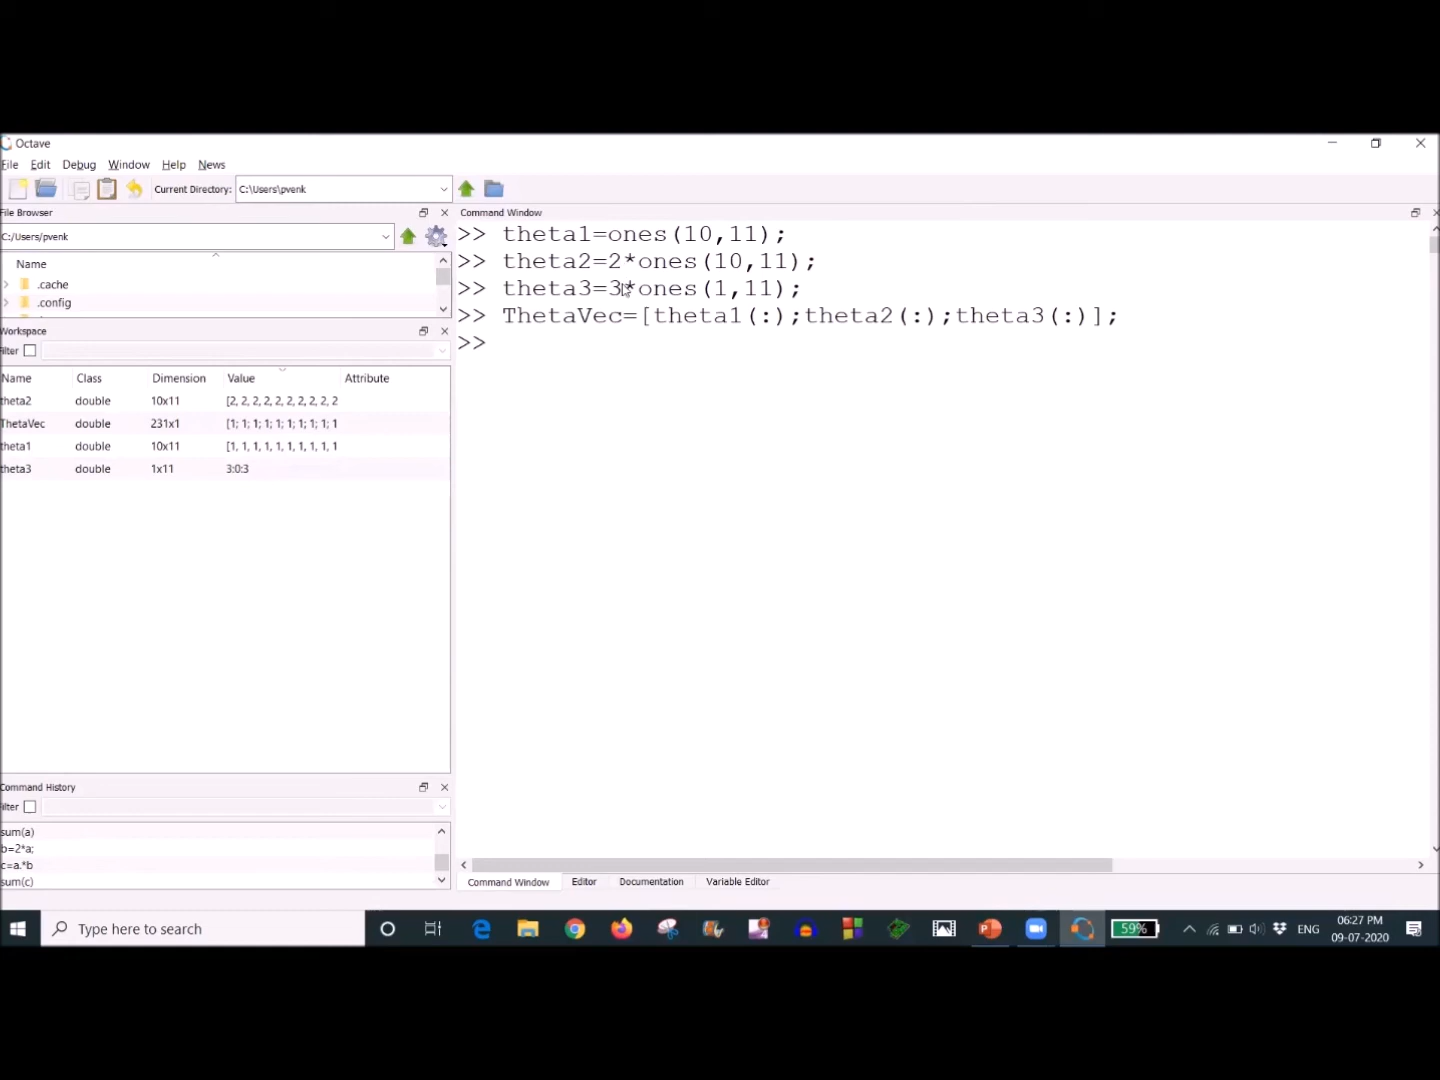 Octave
File Edit Debug Window Help News
Current Directory: C:\Users\pvenk
File Browser
C:/Users/pvenk
Name
.cache
.config
Workspace
Filter
Name Class Dimension Value Attribute
theta2 double 10x11 [2, 2, 2, 2, 2, 2, 2, 2, 2, 2
ThetaVec double 231x1 [1; 1; 1; 1; 1; 1; 1; 1; 1; 1
theta1 double 10x11 [1, 1, 1, 1, 1, 1, 1, 1, 1, 1
theta3 double 1x11 3:0:3
Command History
Filter
sum(a)
b=2*a;
c=a.*b
sum(c)
Command Window
>> theta1=ones(10,11);
>> theta2=2*ones(10,11);
>> theta3=3*ones(1,11);
>> ThetaVec=[theta1(:);theta2(:);theta3(:)];
>>
Command Window Editor Documentation Variable Editor
Type here to search
59%
ENG
06:27 PM
09-07-2020